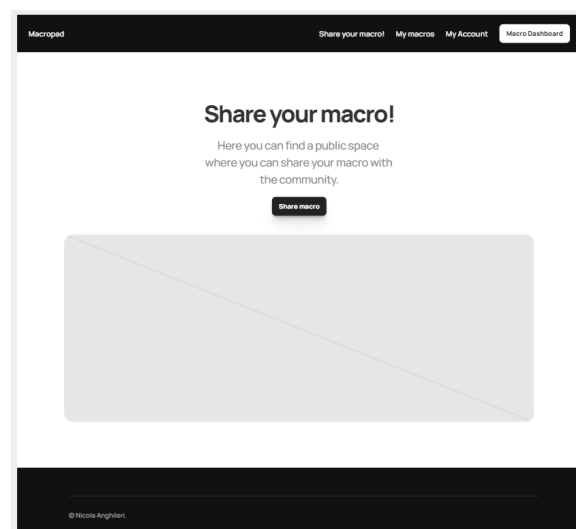 Macropad
Share your macro!
My macros
My Account
Macro Dashboard
Share your macro!
Here you can find a public space
where you can share your macro with
the community.
Share macro
© Nicola Anghileri.